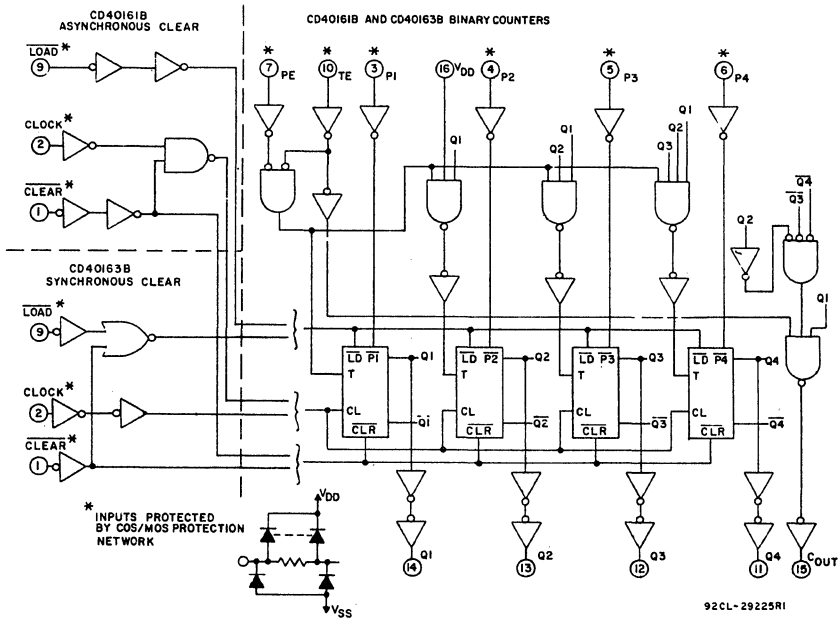 CD40161B
ASYNCHRONOUS CLEAR
CD40161B AND CD40163B BINARY COUNTERS
LOAD *
9
CLOCK *
2
CLEAR *
1
CD40163B
SYNCHRONOUS CLEAR
LOAD *
9
CLOCK *
2
CLEAR *
1
*
7 PE
*
10 TE
*
3 P1
16 VDD
*
4 P2
*
5 P3
*
6 P4
Q1
Q2 Q1
Q3 Q2 Q1
Q2
Q3 Q4
Q1
LD P1
T
CL
CLR
Q1
Q1
LD P2
T
CL
CLR
Q2
Q2
LD P3
T
CL
CLR
Q3
Q3
LD P4
T
CL
CLR
Q4
Q4
Q1
14
Q2
13
Q3
12
Q4
11
COUT
15
* INPUTS PROTECTED
BY COS/MOS PROTECTION
NETWORK
VDD
VSS
92CL-29225R1